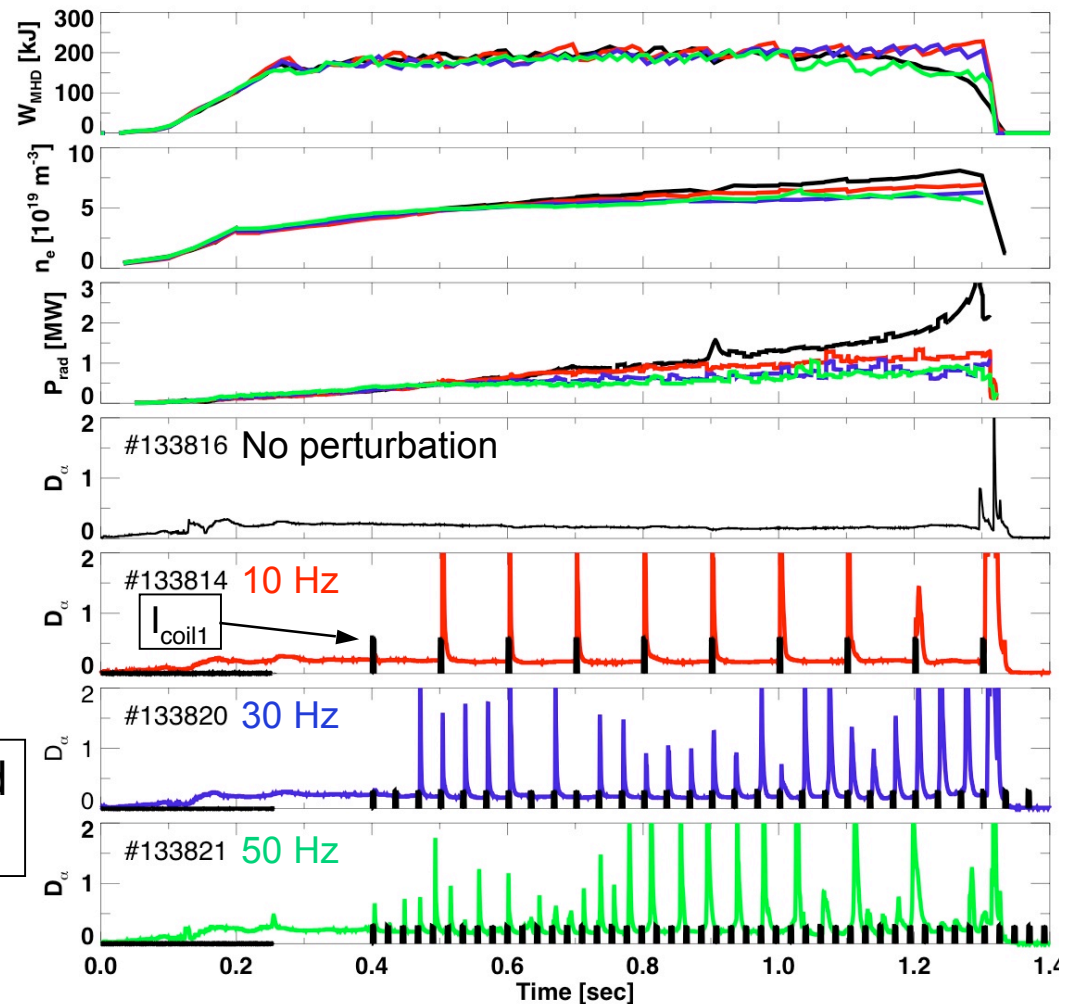 W_MHD [kJ]
300
200
100
0
n_e [10^19 m^-3]
10
5
0
P_rad [MW]
3
2
1
0
D_α
2
1
0
#133816 No perturbation
D_α
2
1
0
#133814 10 Hz
I_coil1
D_α
2
1
0
#133820 30 Hz
d
D_α
2
1
0
#133821 50 Hz
0.0 0.2 0.4 0.6 0.8 1.0 1.2 1.4
Time [sec]